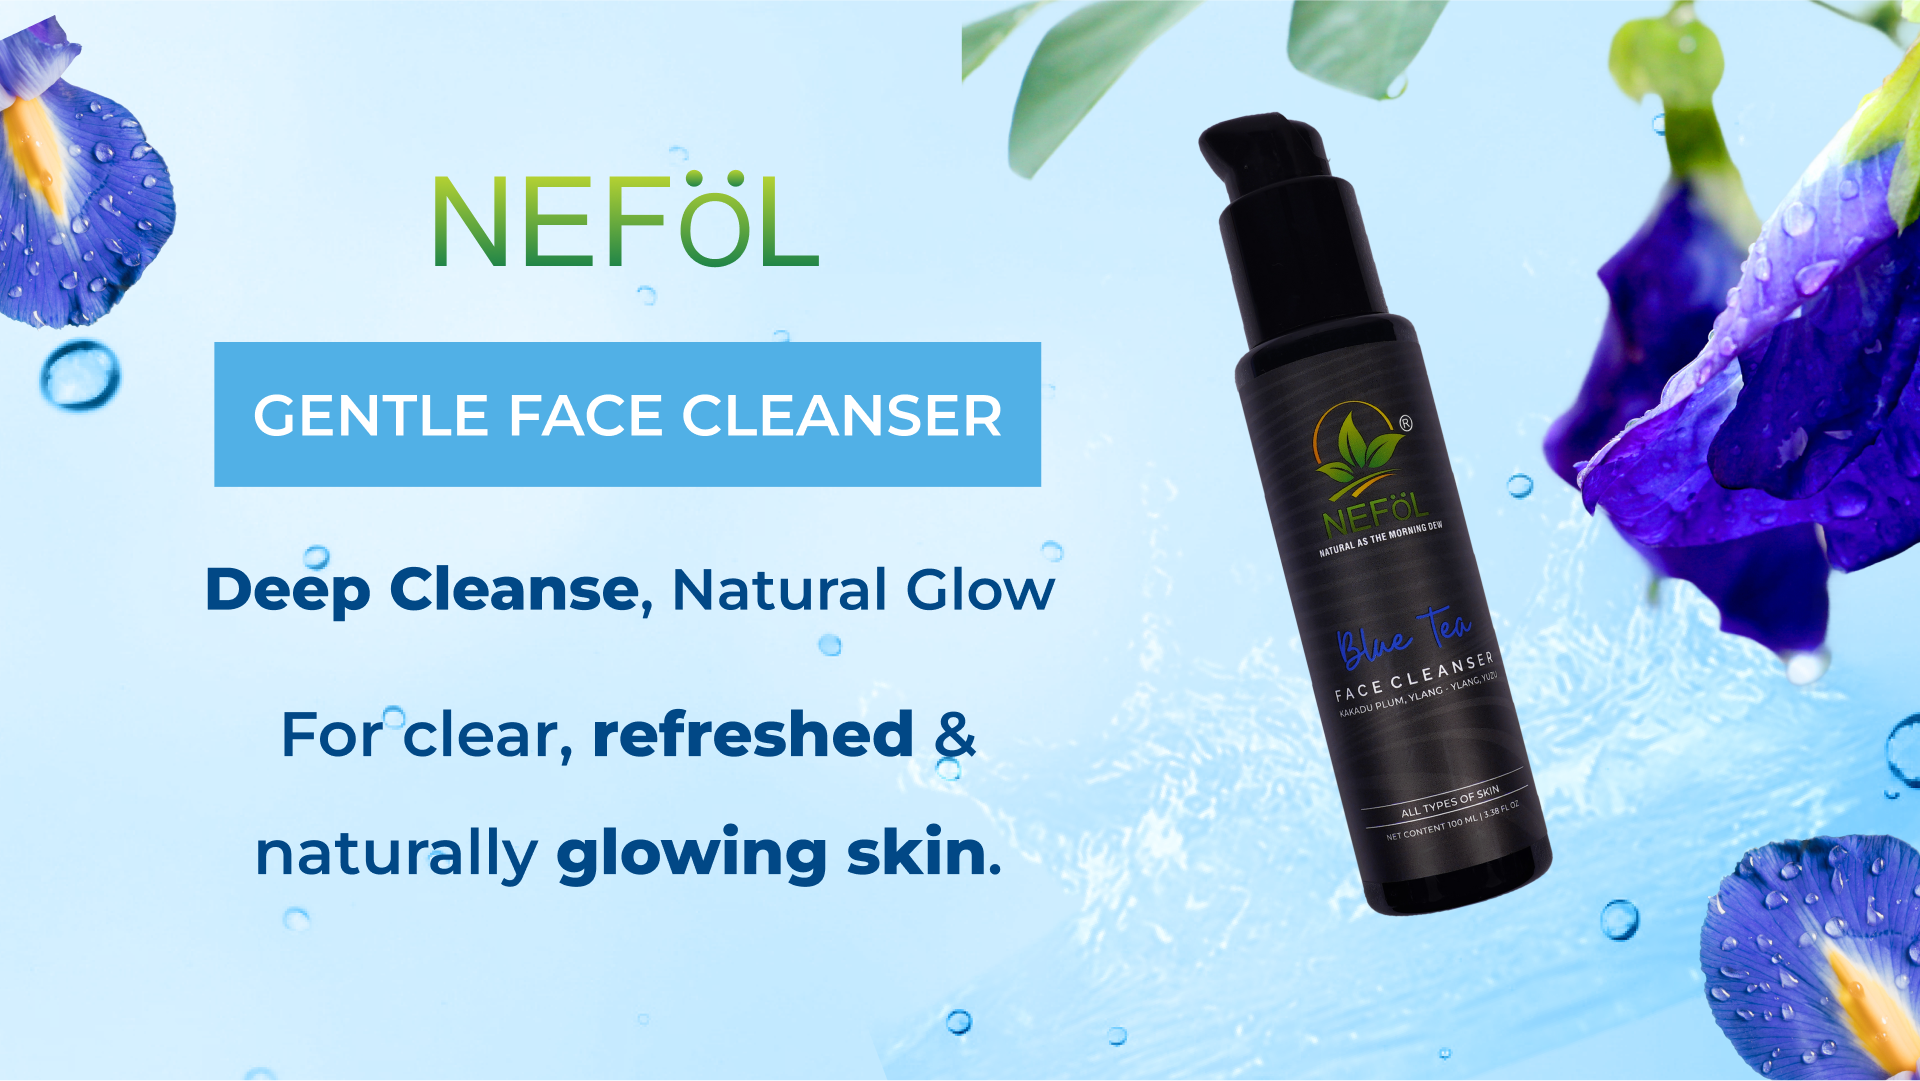 NEFöL
GENTLE FACE CLEANSER
Deep Cleanse, Natural Glow
For clear, refreshed &
naturally glowing skin.
®
NEFöL
NATURAL AS THE MORNING DEW
Blue Tea
FACE CLEANSER
KAKADU PLUM, YLANG - YLANG, YUZU
ALL TYPES OF SKIN
NET CONTENT 100 ML | 3.38 FL OZ